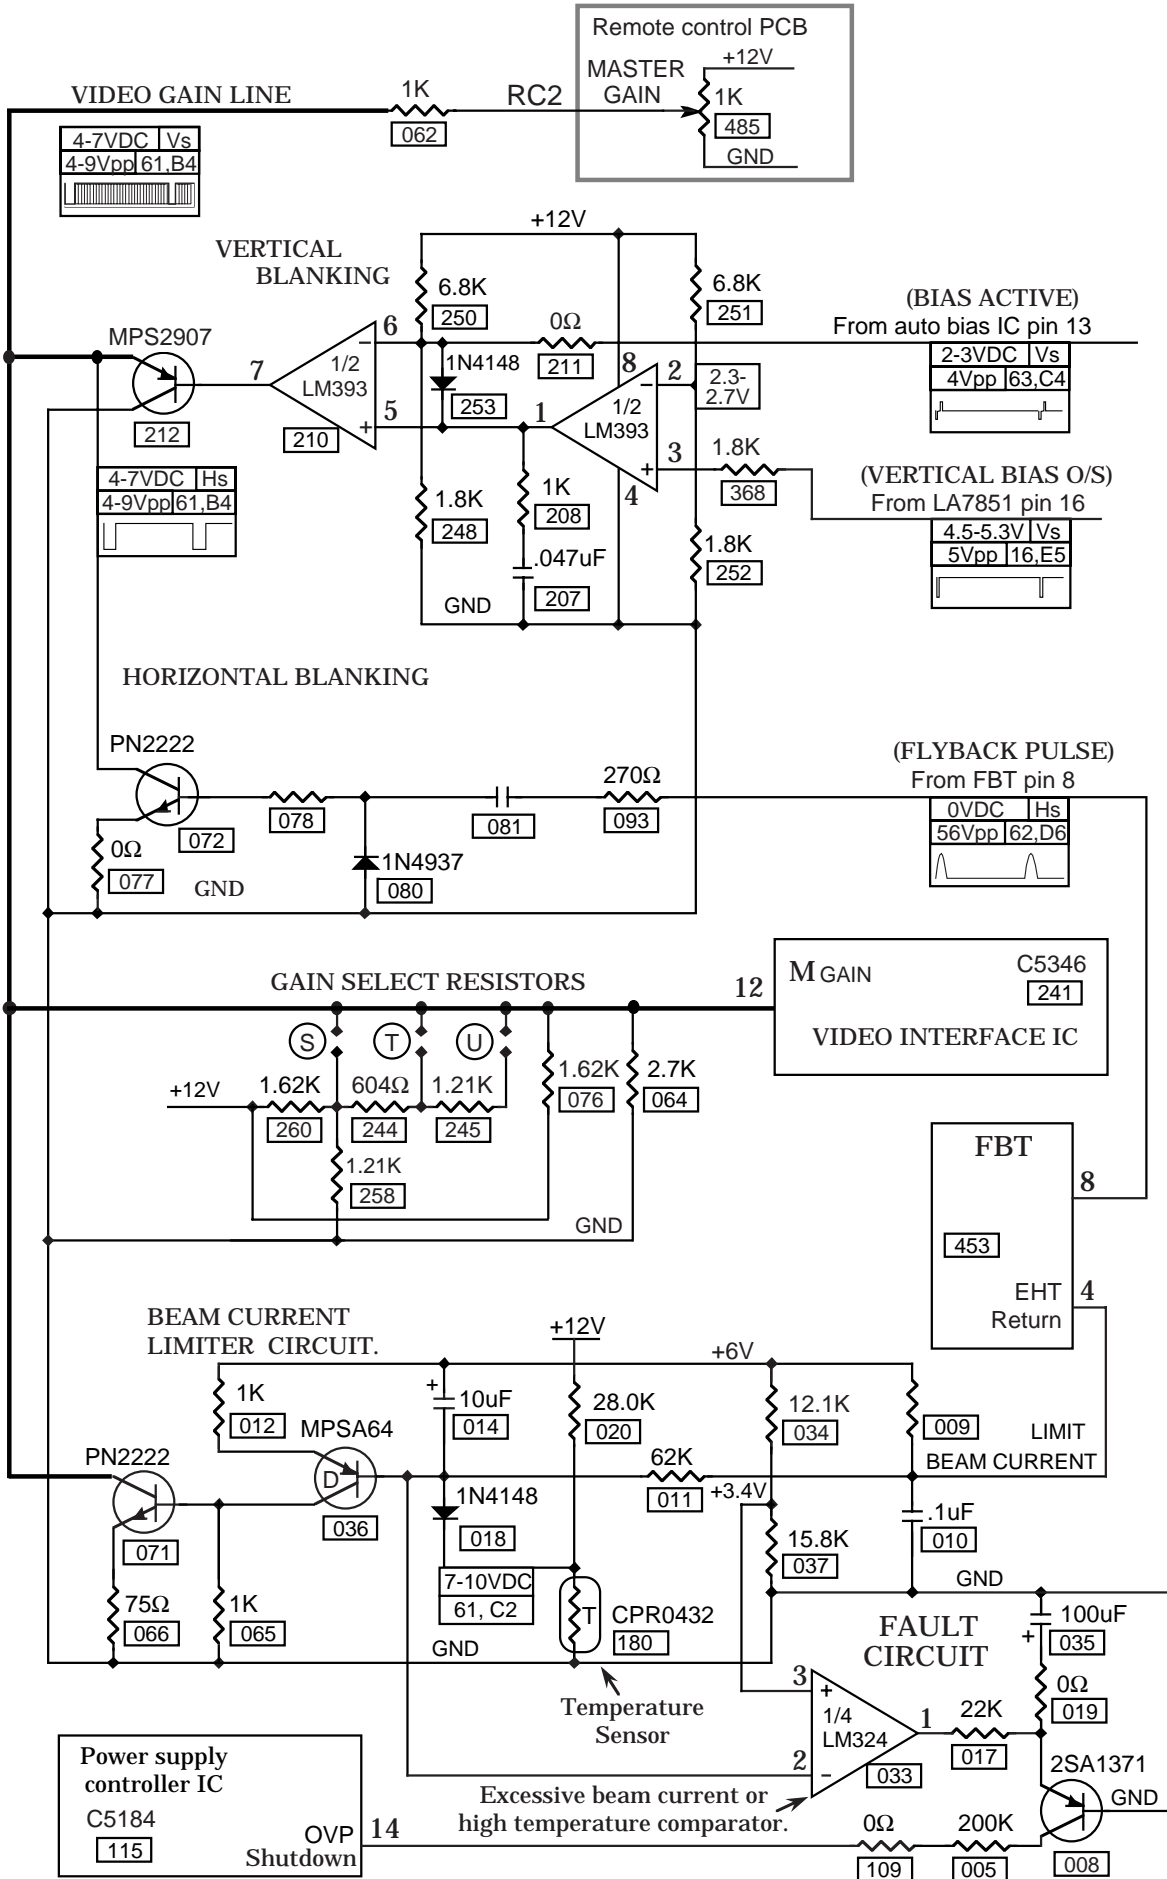 Remote control PCB
+12V
MASTER
GAIN
1K
485
GND
VIDEO GAIN LINE
1K
RC2
062
4-7VDC Vs
4-9Vpp 61,B4
+12V
VERTICAL
BLANKING
6.8K
250
6.8K
251
(BIAS ACTIVE)
From auto bias IC pin 13
2-3VDC Vs
4Vpp 63,C4
MPS2907
7
6
1/2
LM393
5
+
−
210
212
0Ω
211
1N4148
253
8
1
1/2
LM393
2
3
4
−
+
2.3-
2.7V
1.8K
368
(VERTICAL BIAS O/S)
From LA7851 pin 16
4.5-5.3V Vs
5Vpp 16,E5
4-7VDC Hs
4-9Vpp 61,B4
1.8K
248
1K
208
.047uF
207
1.8K
252
GND
HORIZONTAL BLANKING
PN2222
072
078
081
270Ω
093
(FLYBACK PULSE)
From FBT pin 8
0VDC Hs
56Vpp 62,D6
0Ω
077
GND
1N4937
080
GAIN SELECT RESISTORS
12
M GAIN
C5346
241
VIDEO INTERFACE IC
S
T
U
+12V
1.62K
260
604Ω
244
1.21K
245
1.62K
076
2.7K
064
1.21K
258
GND
FBT
8
453
EHT
Return
4
BEAM CURRENT
LIMITER CIRCUIT.
+12V
+6V
1K
012
+
10uF
014
28.0K
020
12.1K
034
009
LIMIT
BEAM CURRENT
PN2222
071
MPSA64
D
036
1N4148
018
62K
011
+3.4V
.1uF
010
15.8K
037
7-10VDC
61, C2
T
CPR0432
180
75Ω
066
1K
065
GND
GND
FAULT
CIRCUIT
100uF
+
035
0Ω
019
Temperature
Sensor
3
+
1/4
LM324
1
2
−
033
22K
017
2SA1371
GND
008
Excessive beam current or
high temperature comparator.
Power supply
controller IC
C5184
115
OVP
Shutdown
14
0Ω
109
200K
005